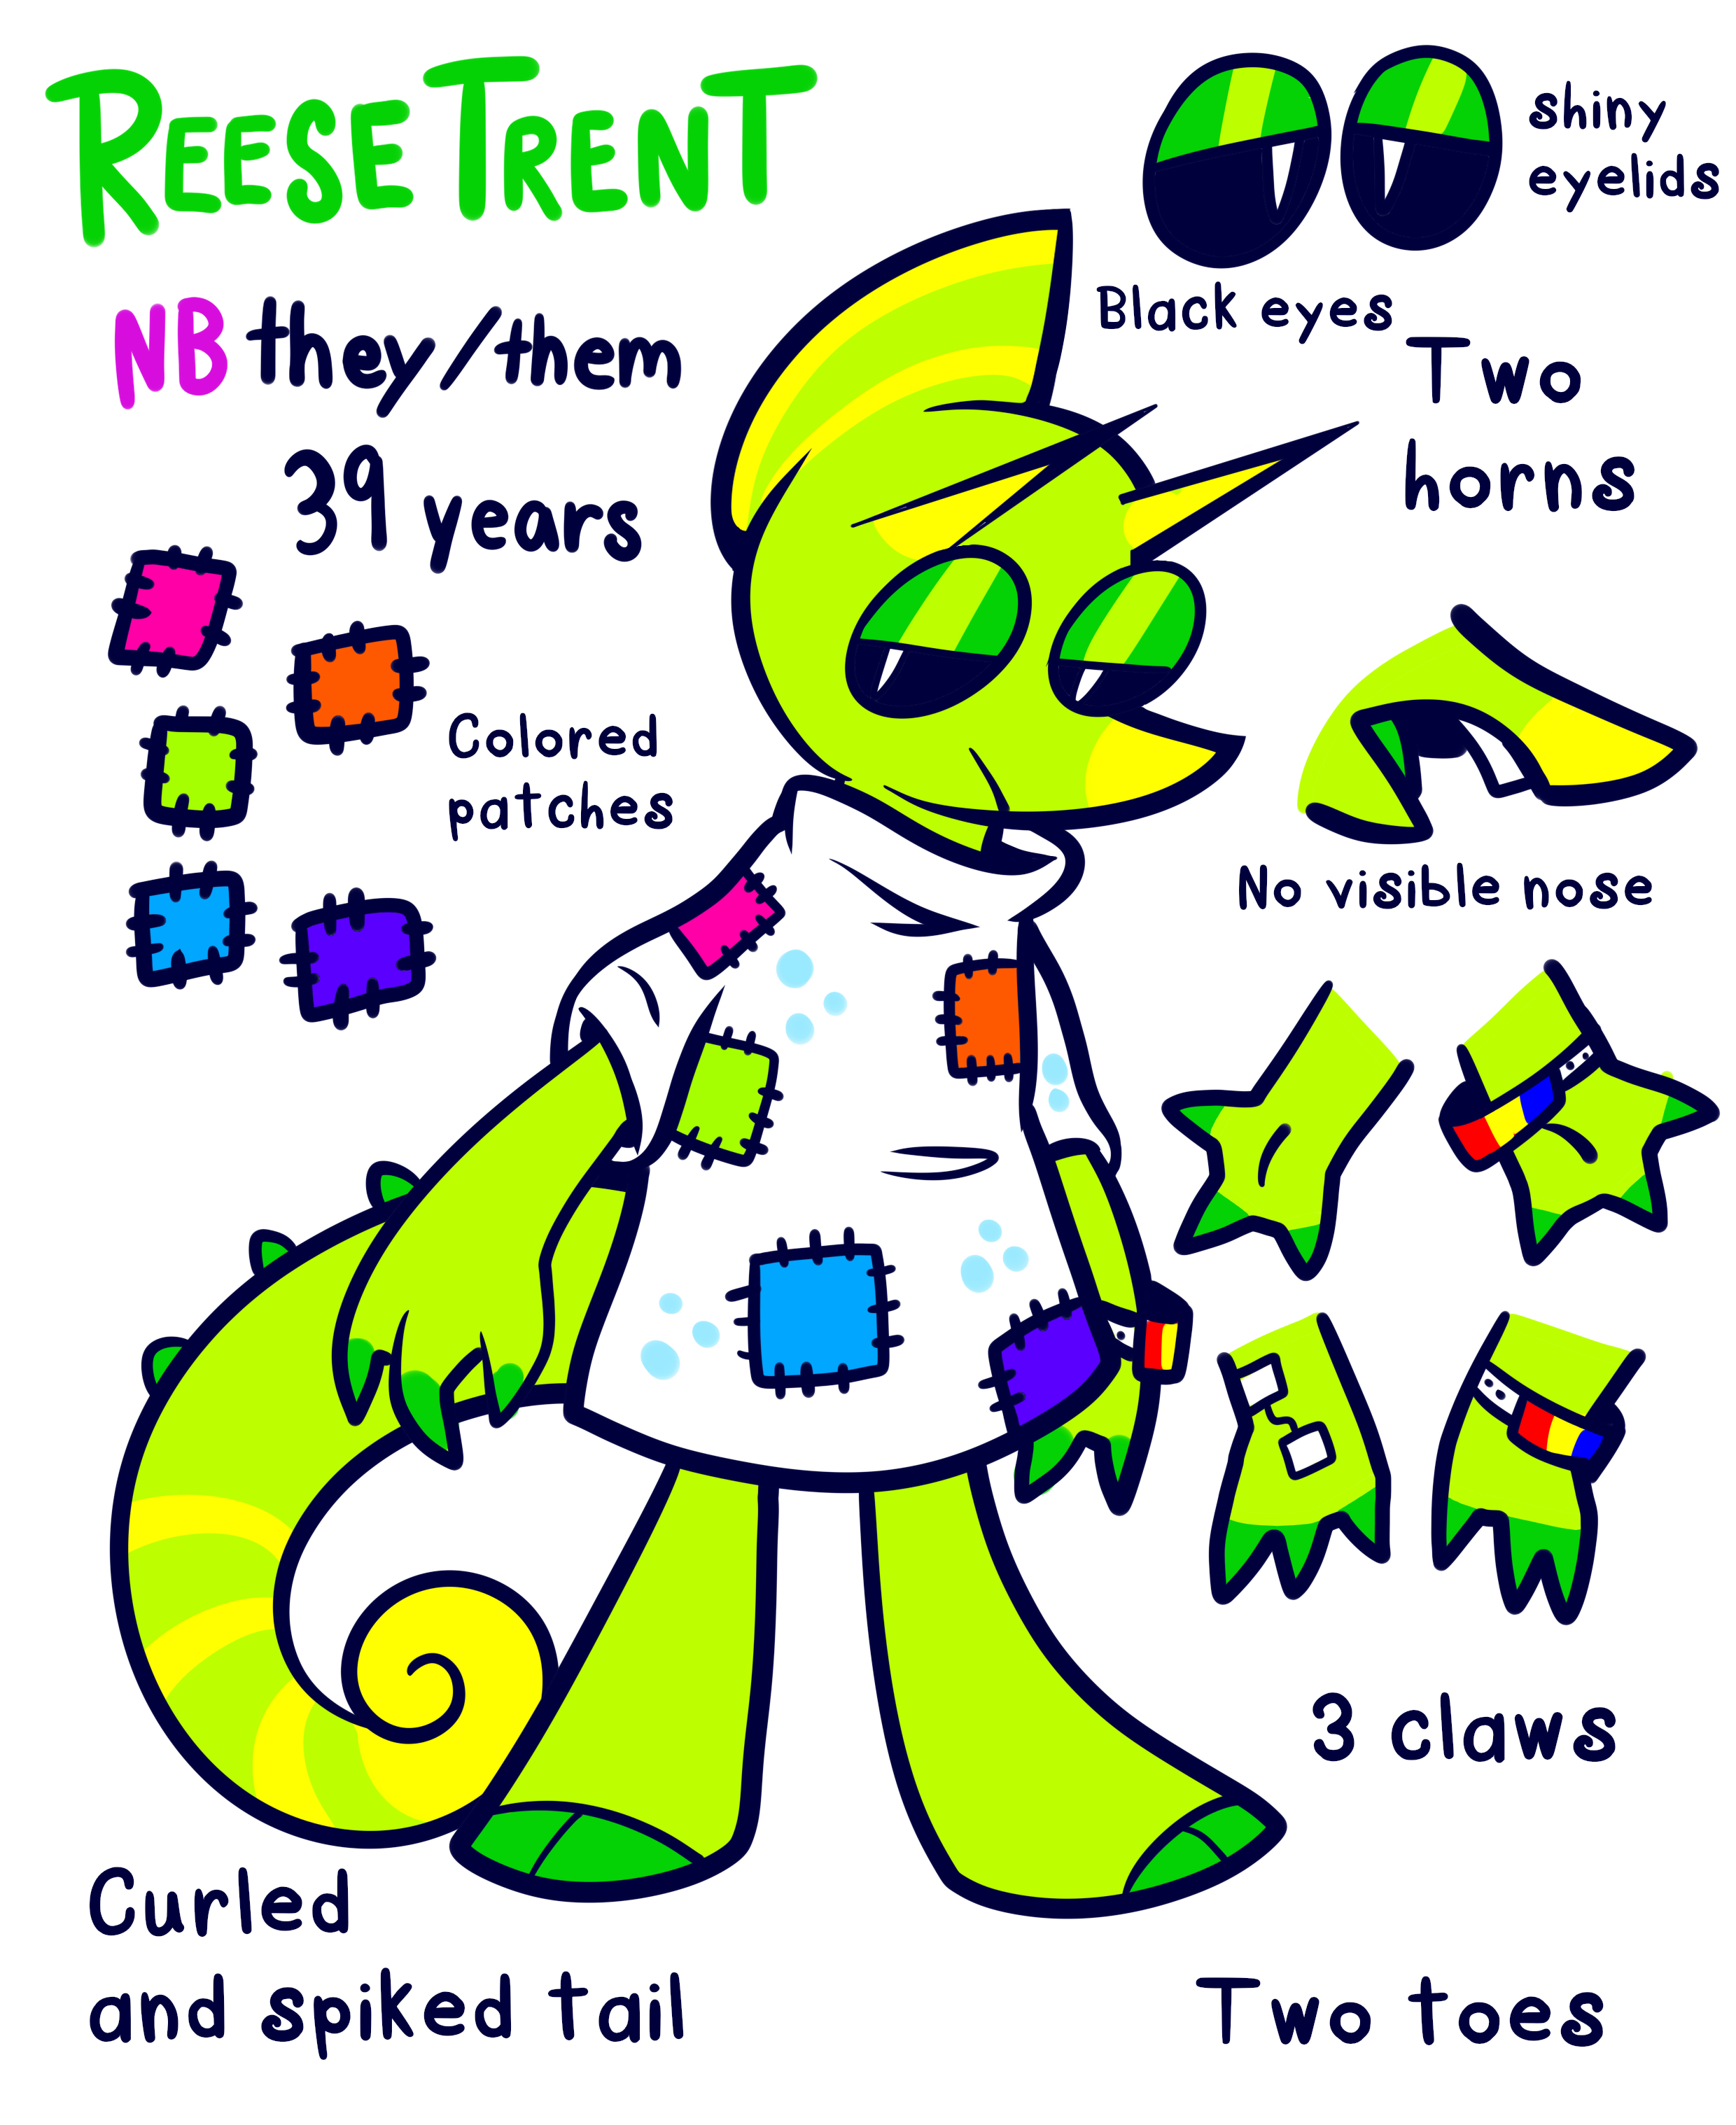 REESE TRENT
NB they/them
39 years
Colored
patches
shiny
eyelids
Black eyes
Two
horns
No visible nose
3 claws
Curled
and spiked tail
Two toes